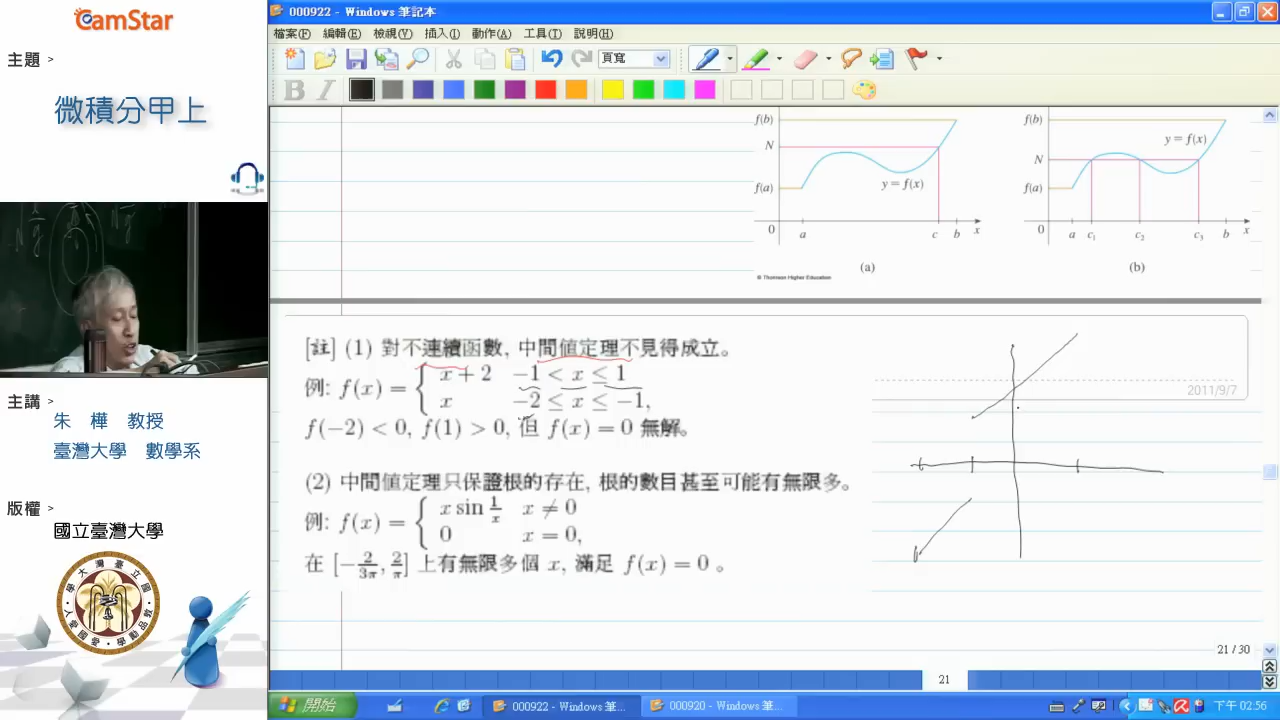 CamStar
主題 >
微積分甲上
主講 >
朱 樺 教授
臺灣大學 數學系
版權 >
國立臺灣大學
000922 - Windows 筆記本
檔案(F) 編輯(E) 檢視(V) 插入(I) 動作(A) 工具(T) 說明(H)
頁寬
B I
f(b)
N
f(a)
y = f(x)
0 a c b x
(a)
© Thomson Higher Education
f(b)
N
f(a)
y = f(x)
0 a c₁ c₂ c₃ b x
(b)
[註] (1) 對不連續函數, 中間値定理不見得成立。
例: f(x) = { x + 2 −1 < x ≤ 1
x −2 ≤ x ≤ −1,
f(−2) < 0, f(1) > 0, 但 f(x) = 0 無解。
(2) 中間値定理只保證根的存在, 根的數目甚至可能有無限多。
例: f(x) = { x sin 1/x x ≠ 0
0 x = 0,
在 [−2/3π, 2/π] 上有無限多個 x, 滿足 f(x) = 0 。
2011/9/7
21 / 30
21
開始
000922 - Windows 筆...
000920 - Windows 筆...
下午 02:56